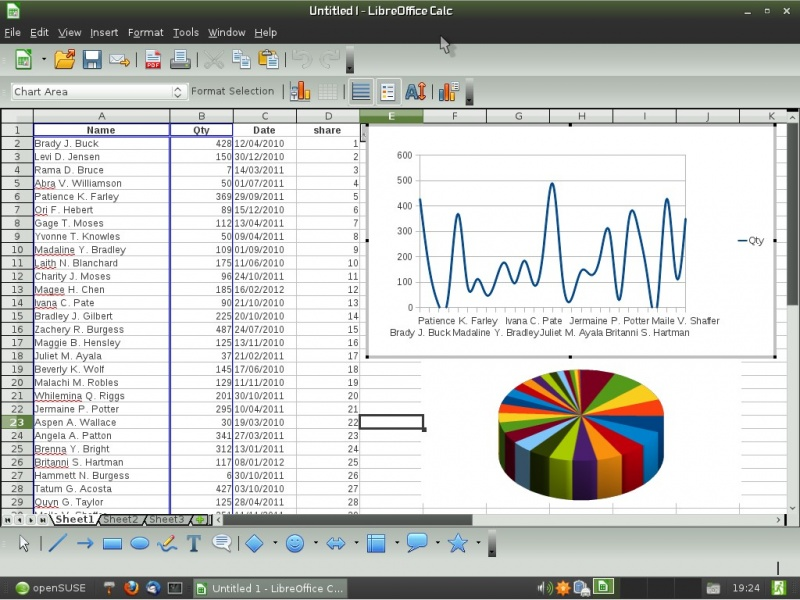 Untitled 1 - LibreOffice Calc
File Edit View Insert Format Tools Window Help
PDF
Chart Area Format Selection
A B C D E F G H I J K
1 Name Qty Date share
2 Brady J. Buck 428 12/04/2010 1
3 Levi D. Jensen 150 30/12/2010 2
4 Rama D. Bruce 7 14/03/2011 3
5 Abra V. Williamson 50 01/07/2011 4
6 Patience K. Farley 369 29/09/2011 5
7 Ori F. Hebert 89 15/12/2010 6
8 Gage T. Moses 112 13/04/2011 7
9 Yvonne T. Knowles 50 09/04/2011 8
10 Madaline Y. Bradley 109 01/09/2011 9
11 Laith N. Blanchard 175 11/06/2011 10
12 Charity J. Moses 96 24/10/2011 11
13 Magee H. Chen 185 16/02/2012 12
14 Ivana C. Pate 90 21/10/2010 13
15 Bradley J. Gilbert 225 20/10/2010 14
16 Zachery R. Burgess 487 24/07/2010 15
17 Maggie B. Hensley 125 13/11/2010 16
18 Juliet M. Ayala 37 21/02/2011 17
19 Beverly K. Wolf 145 17/06/2010 18
20 Malachi M. Robles 129 11/11/2010 19
21 Whilemina Q. Riggs 201 30/10/2011 20
22 Jermaine P. Potter 295 10/04/2011 21
23 Aspen A. Wallace 30 19/03/2010 22
24 Angela A. Patton 341 27/03/2011 23
25 Brenna Y. Bright 312 13/01/2011 24
26 Britanni S. Hartman 117 08/01/2012 25
27 Hammett N. Burgess 6 30/10/2011 26
28 Tatum G. Acosta 427 03/10/2010 27
29 Quyn G. Taylor 125 28/04/2011 28
600
500
400
300
200
100
0
Qty
Patience K. Farley Ivana C. Pate Jermaine P. Potter Maile V. Shaffer
Brady J. Buck Madaline Y. Bradley Juliet M. Ayala Britanni S. Hartman
Sheet1 Sheet2 Sheet3
T
openSUSE Untitled 1 - LibreOffice C... 19:24